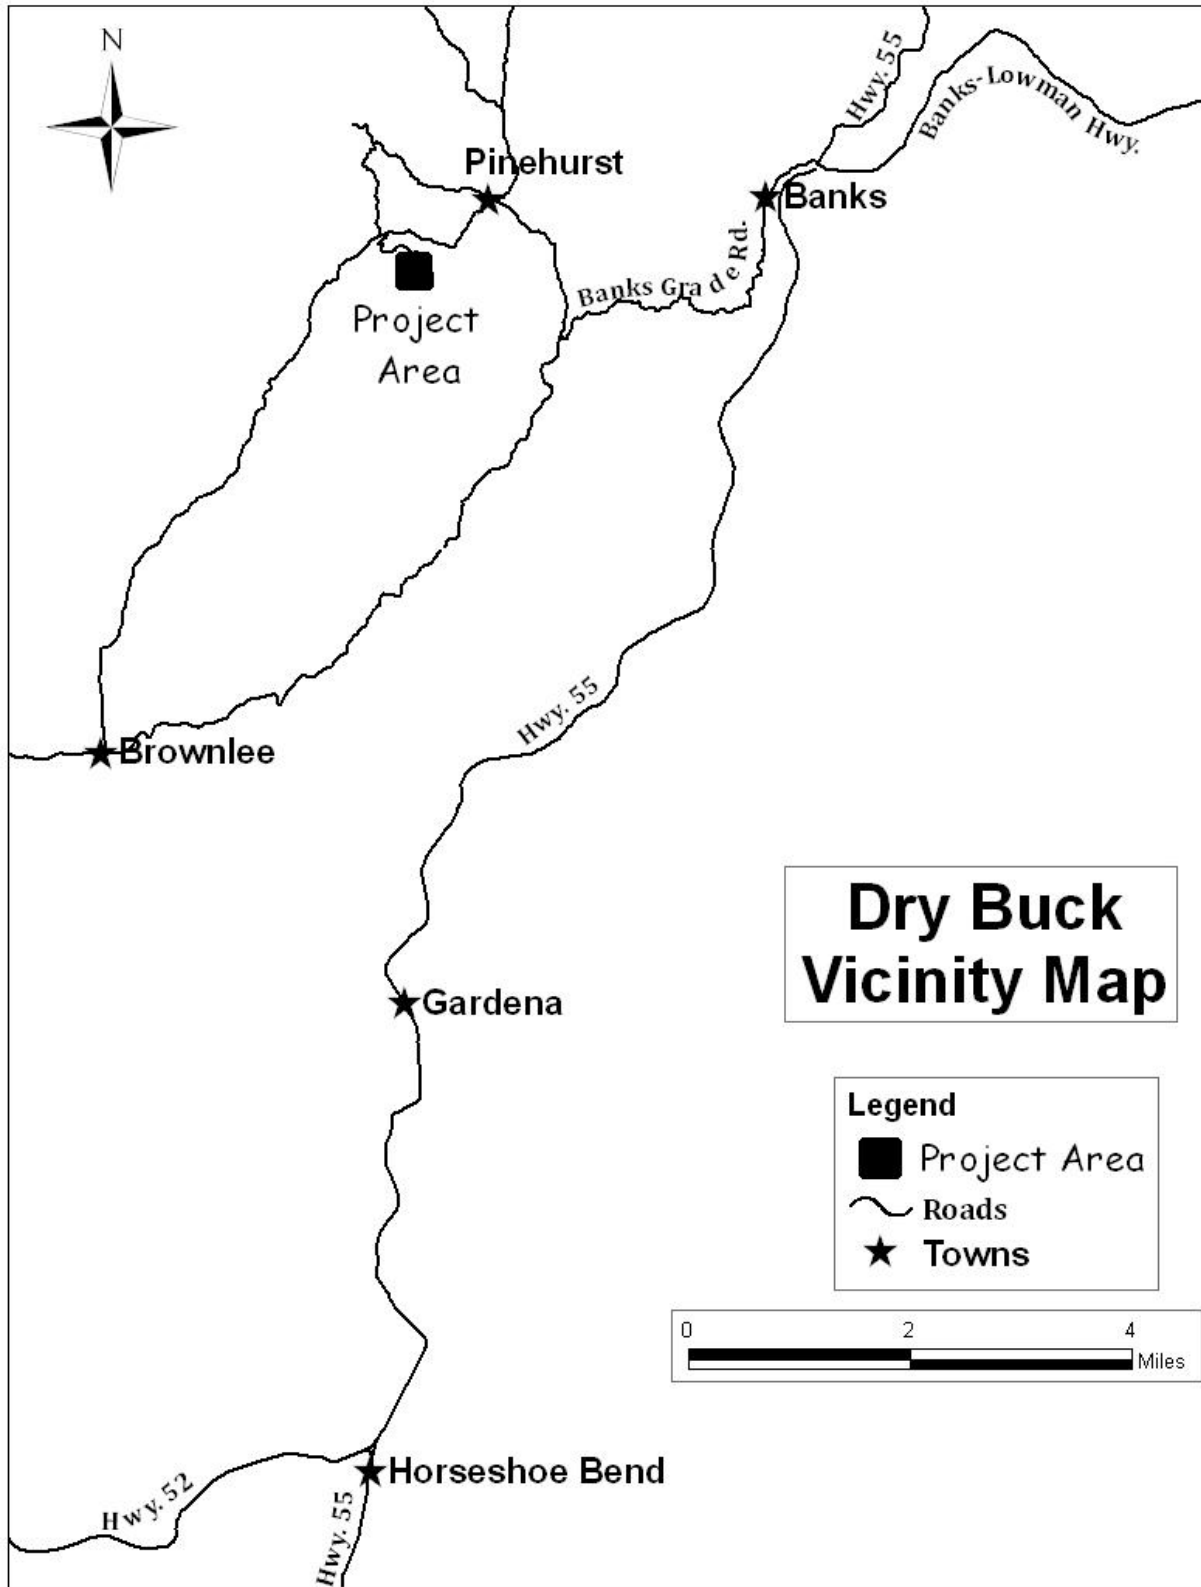 N
Hwy. 55
Banks-Lowman Hwy.
Pinehurst
Banks
Banks Grade Rd.
Project
Area
Hwy. 55
Brownlee
Dry Buck
Vicinity Map
Gardena
Legend
Project Area
Roads
Towns
0 2 4
Miles
Horseshoe Bend
Hwy. 52
Hwy. 55